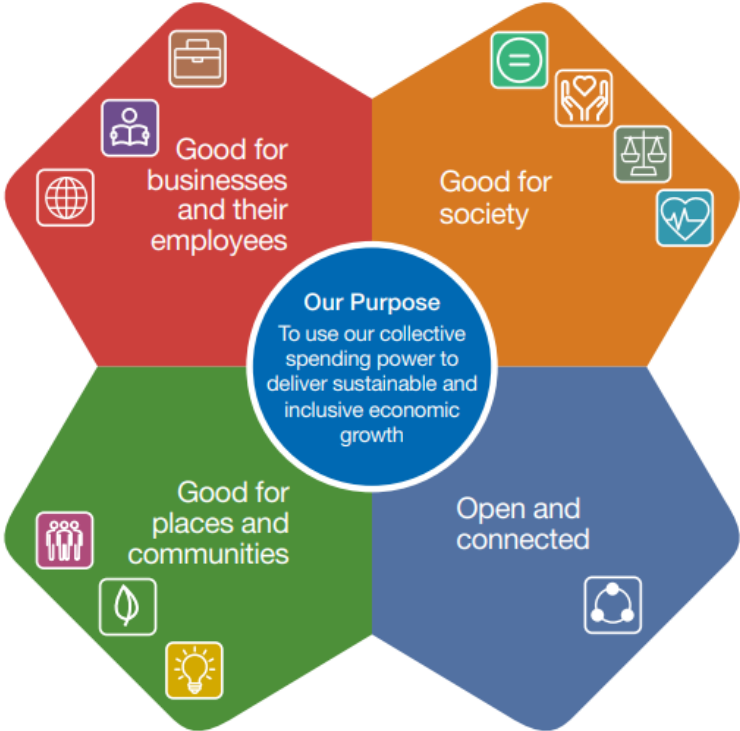 Good for
businesses
and their
employees
Good for
society
Our Purpose
To use our collective
spending power to
deliver sustainable and
inclusive economic
growth
Good for
places and
communities
Open and
connected